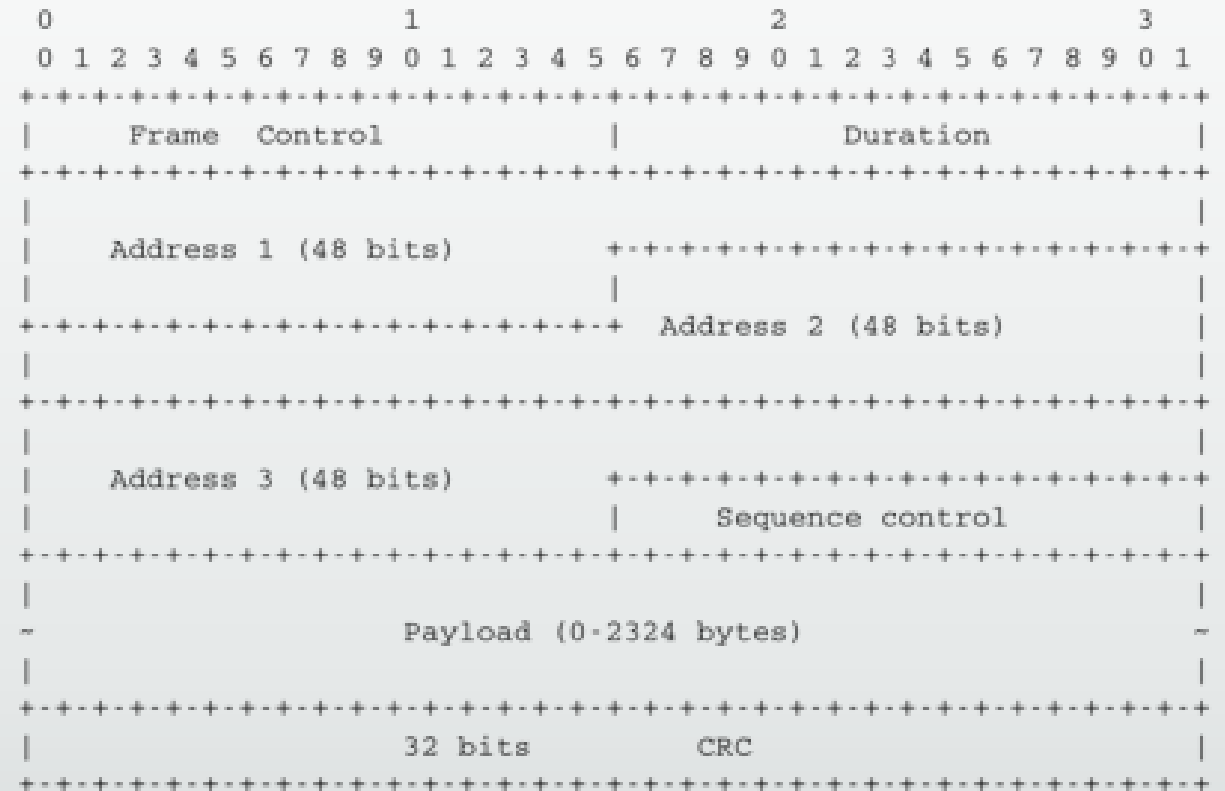 0 1 2 3
0 1 2 3 4 5 6 7 8 9 0 1 2 3 4 5 6 7 8 9 0 1 2 3 4 5 6 7 8 9 0 1
+-+-+-+-+-+-+-+-+-+-+-+-+-+-+-+-+-+-+-+-+-+-+-+-+-+-+-+-+-+-+-+-+
| Frame Control | Duration |
+-+-+-+-+-+-+-+-+-+-+-+-+-+-+-+-+-+-+-+-+-+-+-+-+-+-+-+-+-+-+-+-+
| |
| Address 1 (48 bits) +-+-+-+-+-+-+-+-+-+-+-+-+-+-+-+-+
| | |
+-+-+-+-+-+-+-+-+-+-+-+-+-+-+-+-+ Address 2 (48 bits) |
| |
+-+-+-+-+-+-+-+-+-+-+-+-+-+-+-+-+-+-+-+-+-+-+-+-+-+-+-+-+-+-+-+-+
| |
| Address 3 (48 bits) +-+-+-+-+-+-+-+-+-+-+-+-+-+-+-+-+
| | Sequence control |
+-+-+-+-+-+-+-+-+-+-+-+-+-+-+-+-+-+-+-+-+-+-+-+-+-+-+-+-+-+-+-+-+
| |
~ Payload (0-2324 bytes) ~
| |
+-+-+-+-+-+-+-+-+-+-+-+-+-+-+-+-+-+-+-+-+-+-+-+-+-+-+-+-+-+-+-+-+
| 32 bits CRC |
+-+-+-+-+-+-+-+-+-+-+-+-+-+-+-+-+-+-+-+-+-+-+-+-+-+-+-+-+-+-+-+-+